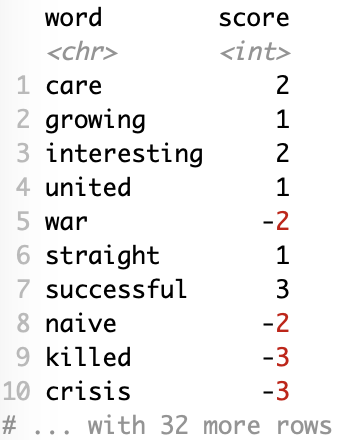 word score
<chr> <int>
1 care 2
2 growing 1
3 interesting 2
4 united 1
5 war -2
6 straight 1
7 successful 3
8 naive -2
9 killed -3
10 crisis -3
# ... with 32 more rows